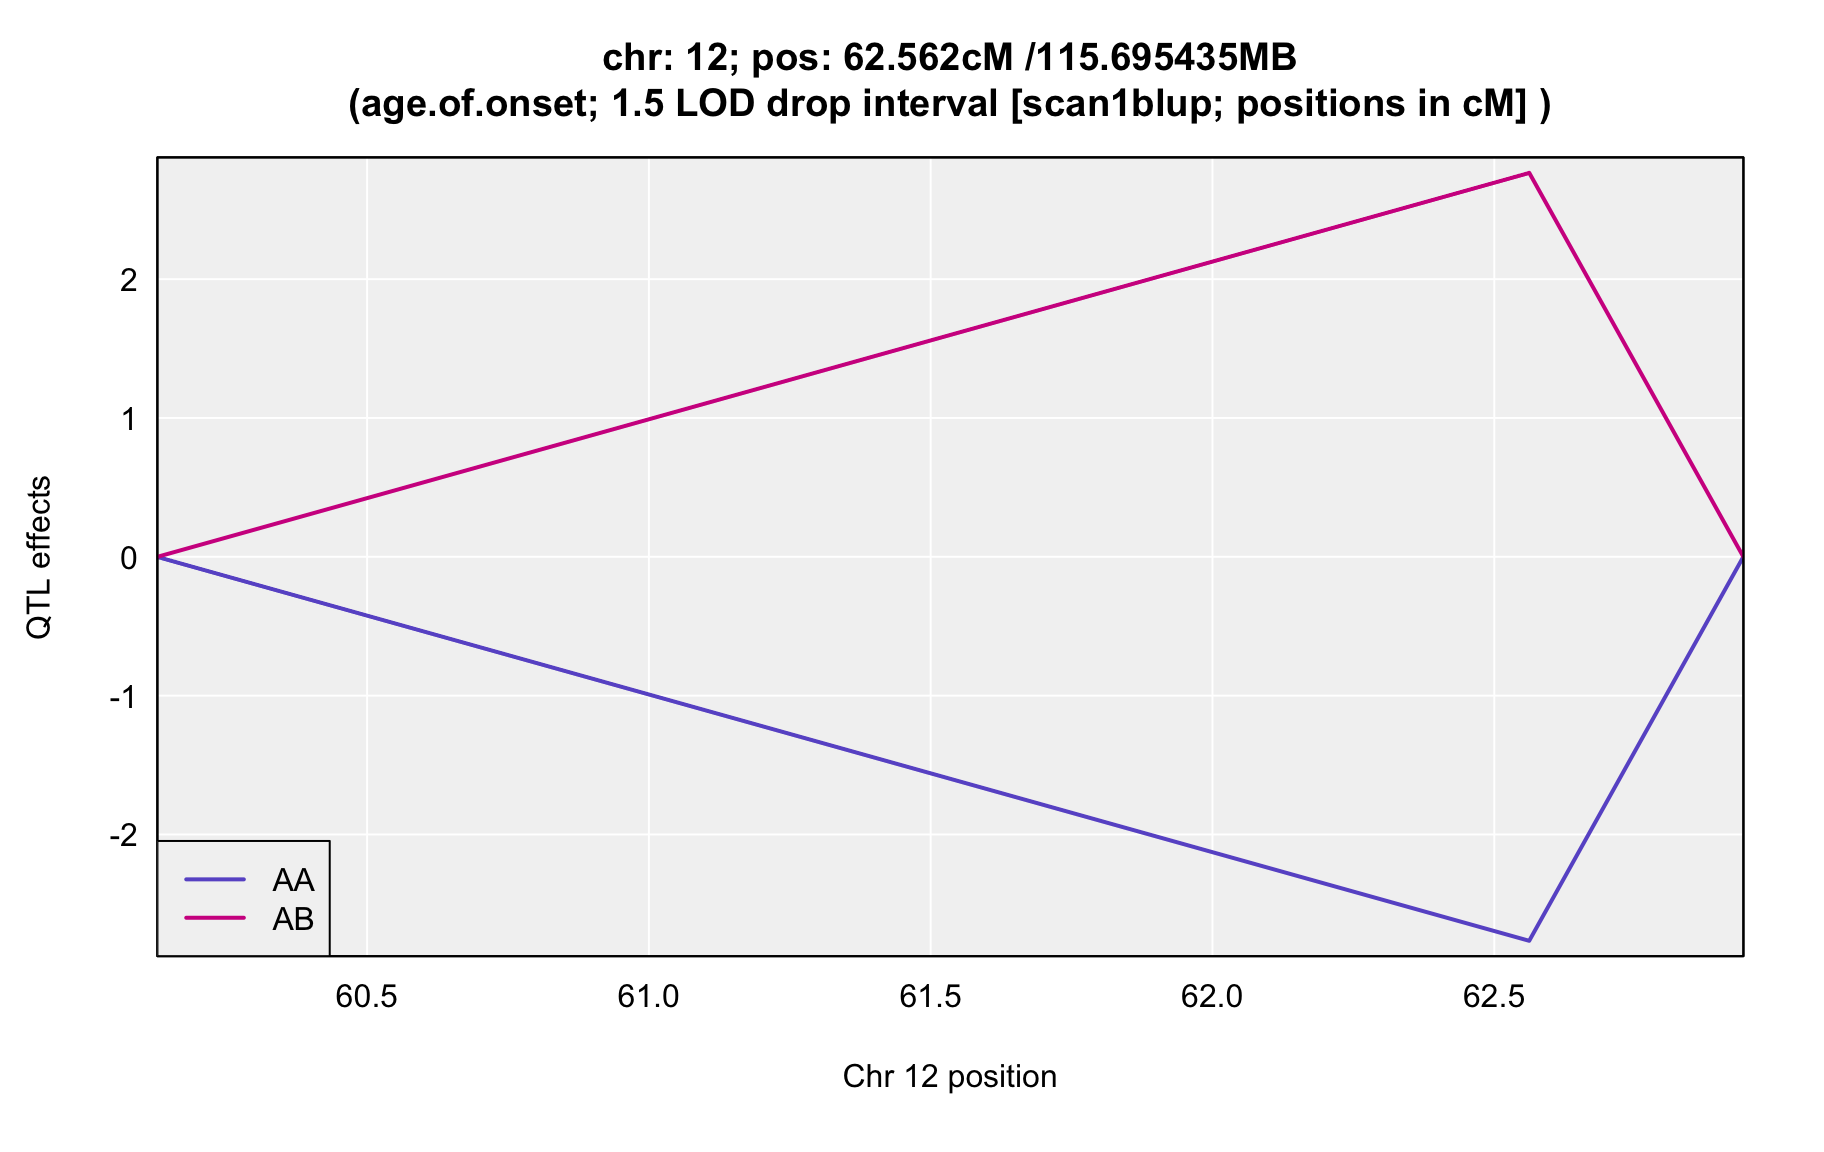 chr: 12; pos: 62.562cM /115.695435MB
(age.of.onset; 1.5 LOD drop interval [scan1blup; positions in cM] )
QTL effects
2
1
0
-1
-2
AA
AB
60.5 61.0 61.5 62.0 62.5
Chr 12 position